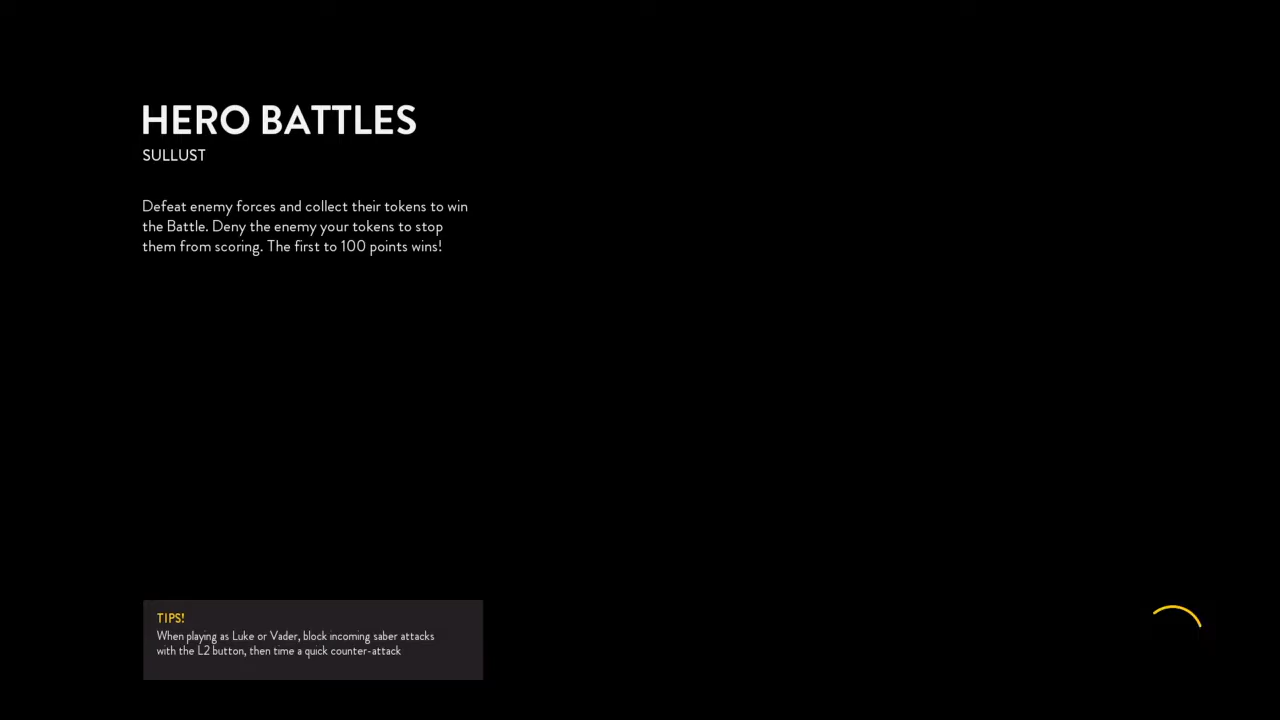 HERO BATTLES
SULLUST
Defeat enemy forces and collect their tokens to win
the Battle. Deny the enemy your tokens to stop
them from scoring. The first to 100 points wins!
TIPS!
When playing as Luke or Vader, block incoming saber attacks
with the L2 button, then time a quick counter-attack